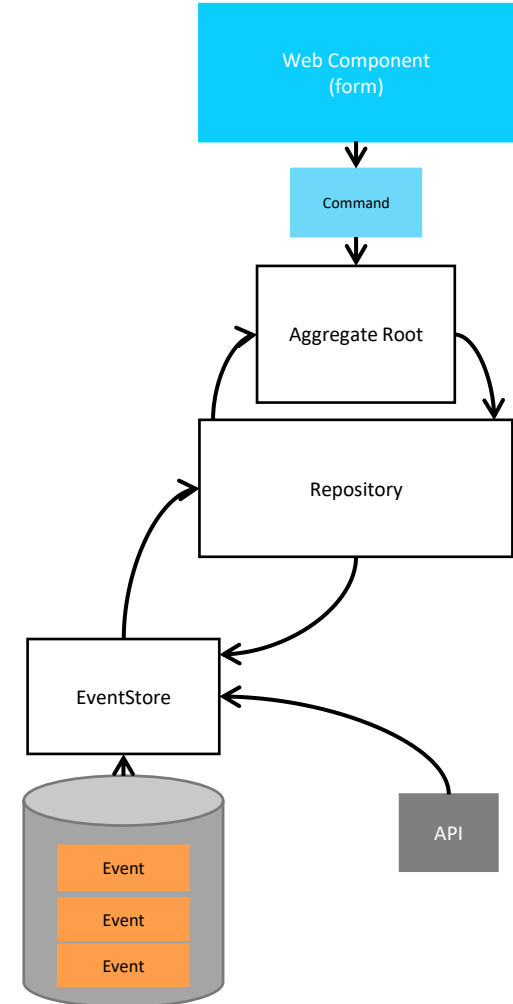 Web Component
(form)
Command
Aggregate Root
Repository
EventStore
API
Event
Event
Event